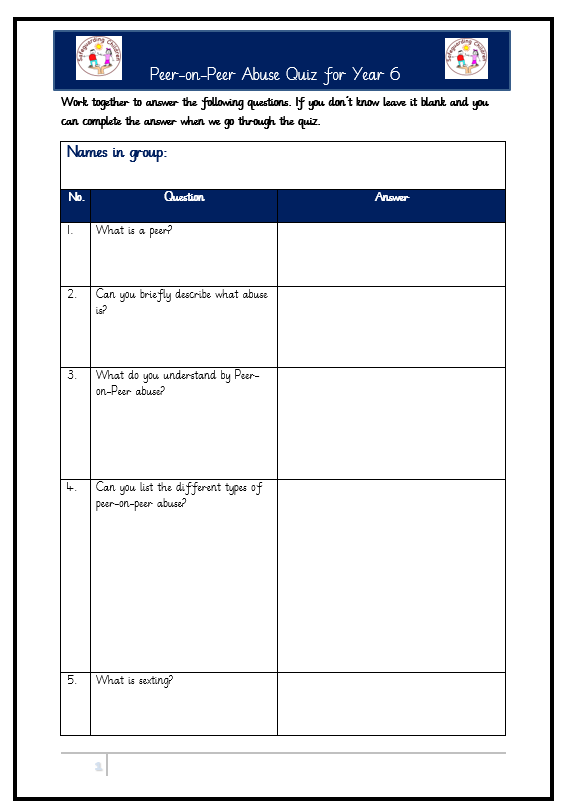 Safeguarding Children
Safeguarding Children
Peer-on-Peer Abuse Quiz for Year 6
Work together to answer the following questions. If you don't know leave it blank and you
can complete the answer when we go through the quiz.
Names in group:
No. Question Answer
1. What is a peer?
2. Can you briefly describe what abuse
is?
3. What do you understand by Peer-
on-Peer abuse?
4. Can you list the different types of
peer-on-peer abuse?
5. What is sexting?